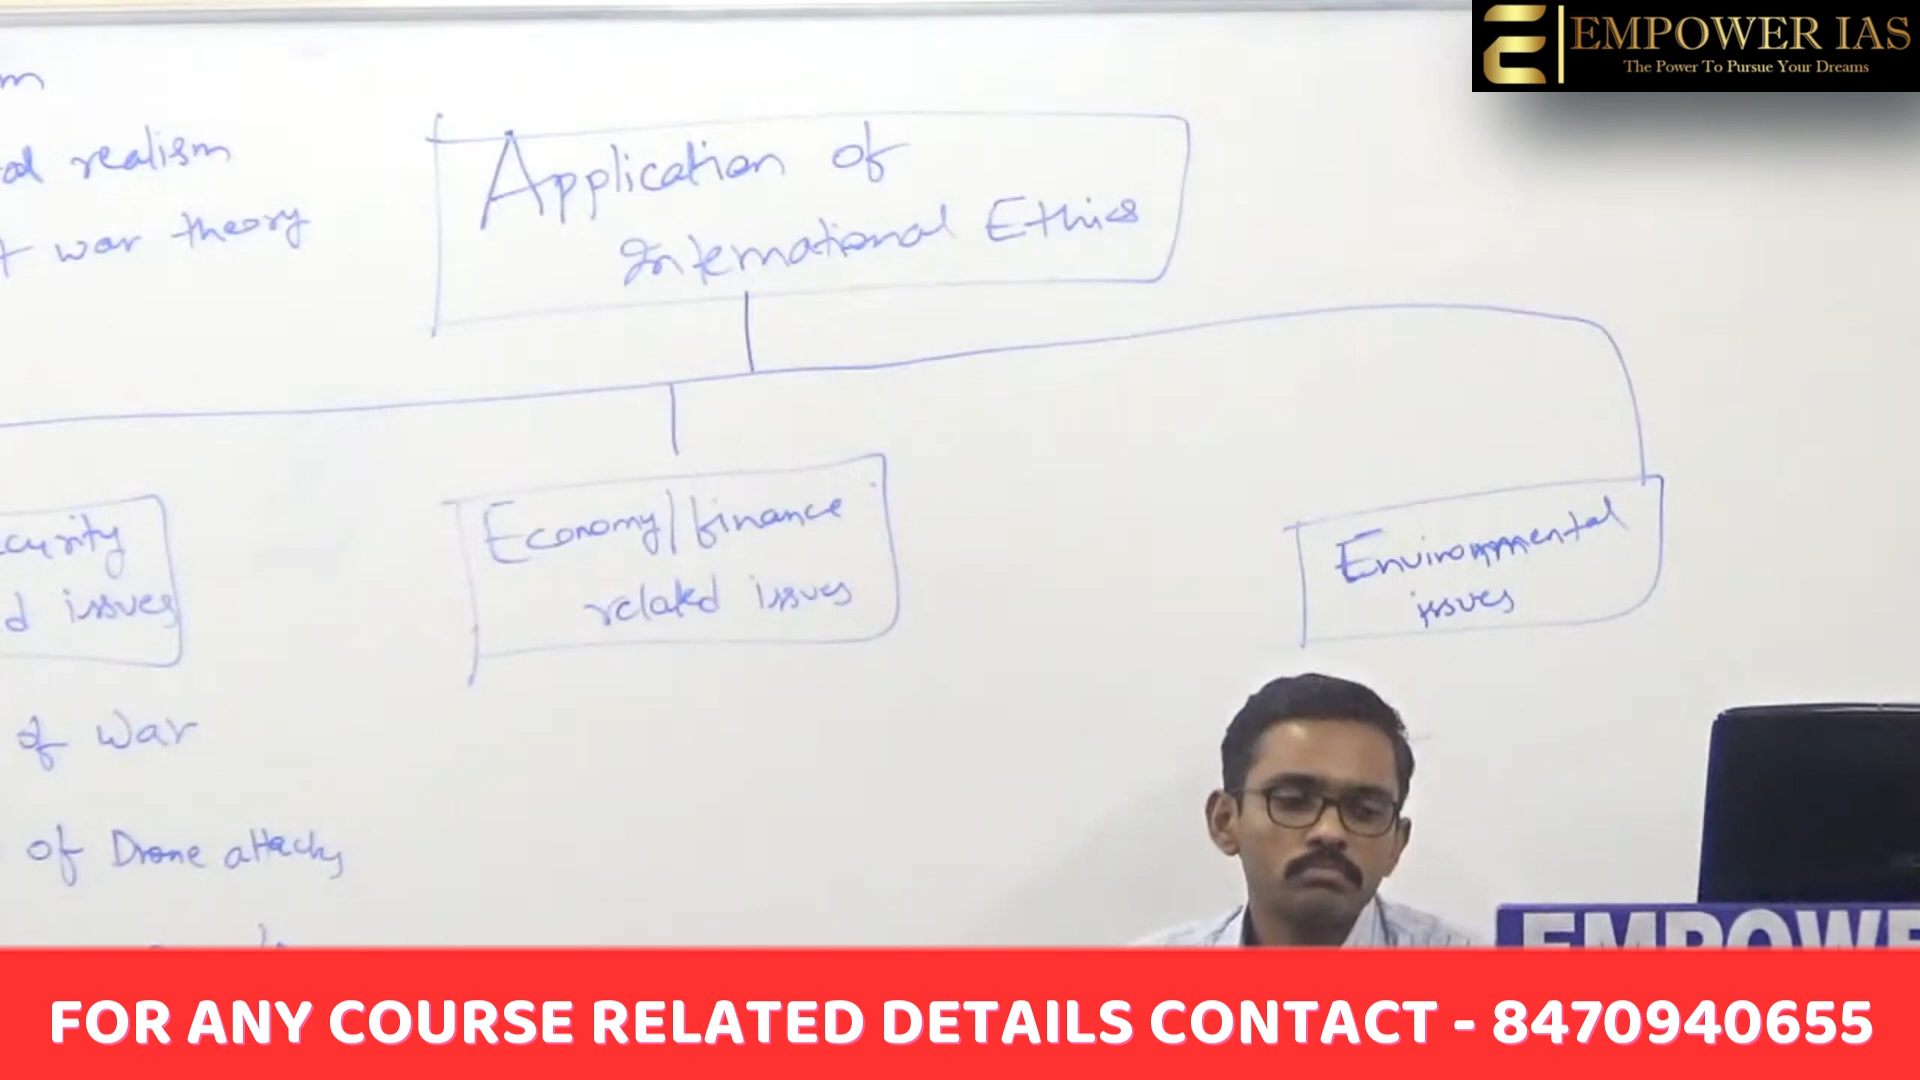 EMPOWER IAS
The Power To Pursue Your Dreams
realism
war theory
Application of
International Ethics
Economy/finance
related issues
Environmental
issues
issues
of War
of Drone attacks
EMPOWE
FOR ANY COURSE RELATED DETAILS CONTACT - 8470940655